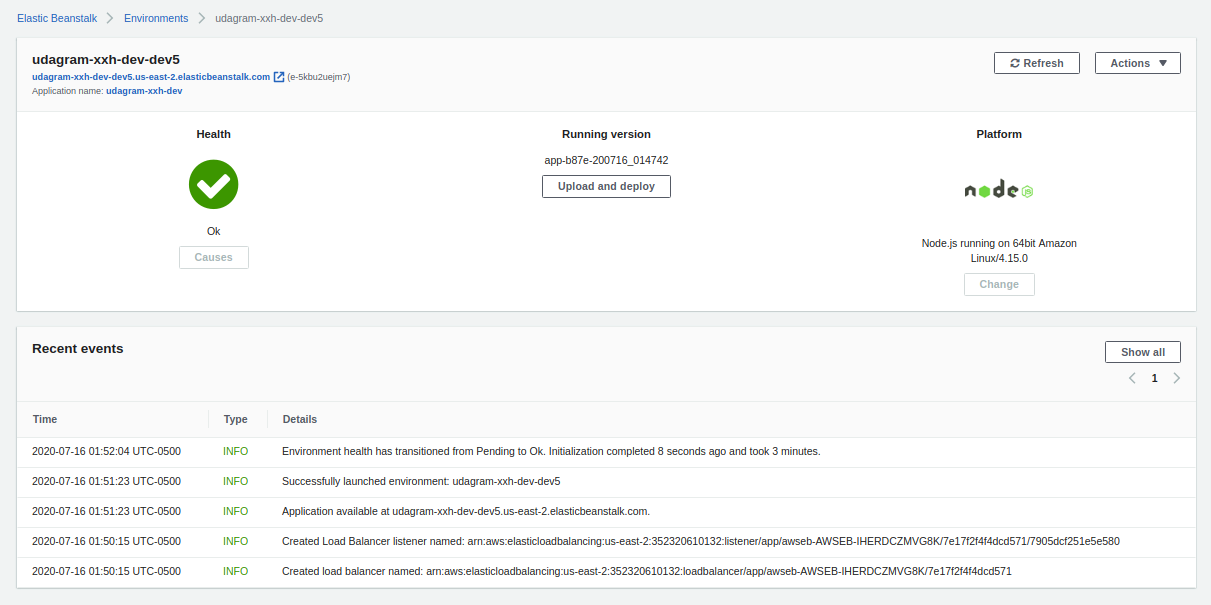 Elastic Beanstalk > Environments > udagram-xxh-dev-dev5
udagram-xxh-dev-dev5
udagram-xxh-dev-dev5.us-east-2.elasticbeanstalk.com (e-5kbu2uejm7)
Application name: udagram-xxh-dev
Refresh
Actions
Health
Ok
Causes
Running version
app-b87e-200716_014742
Upload and deploy
Platform
node JS
Node.js running on 64bit Amazon
Linux/4.15.0
Change
Recent events
Show all
1
Time Type Details
2020-07-16 01:52:04 UTC-0500 INFO Environment health has transitioned from Pending to Ok. Initialization completed 8 seconds ago and took 3 minutes.
2020-07-16 01:51:23 UTC-0500 INFO Successfully launched environment: udagram-xxh-dev-dev5
2020-07-16 01:51:23 UTC-0500 INFO Application available at udagram-xxh-dev-dev5.us-east-2.elasticbeanstalk.com.
2020-07-16 01:50:15 UTC-0500 INFO Created Load Balancer listener named: arn:aws:elasticloadbalancing:us-east-2:352320610132:listener/app/awseb-AWSEB-IHERDCZMVG8K/7e17f2f4f4dcd571/7905dcf251e5e580
2020-07-16 01:50:15 UTC-0500 INFO Created load balancer named: arn:aws:elasticloadbalancing:us-east-2:352320610132:loadbalancer/app/awseb-AWSEB-IHERDCZMVG8K/7e17f2f4f4dcd571